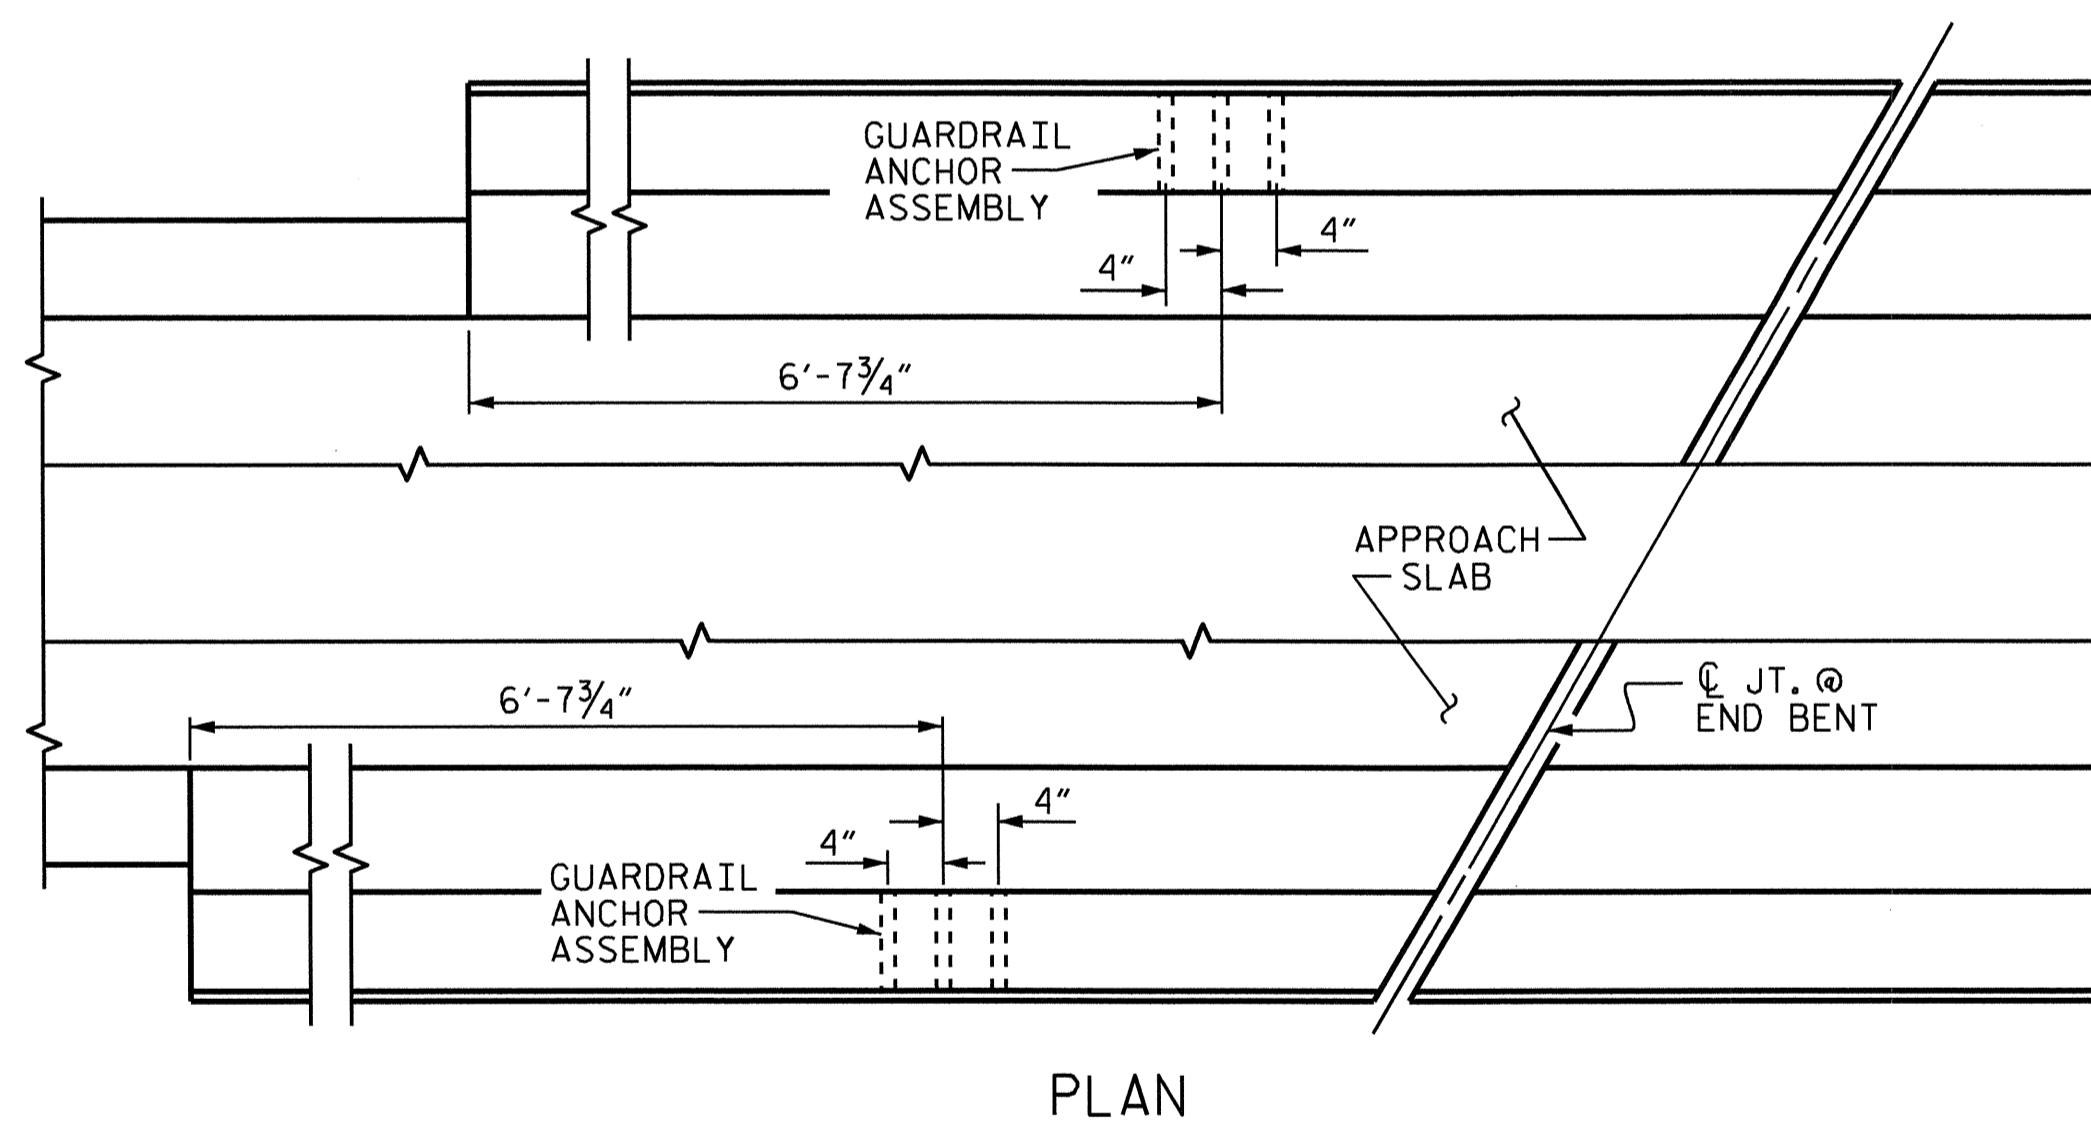 GUARDRAIL
ANCHOR
ASSEMBLY
4"
4"
6'-7¾"
APPROACH
SLAB
℄ JT. @
END BENT
6'-7¾"
4"
4"
GUARDRAIL
ANCHOR
ASSEMBLY
PLAN